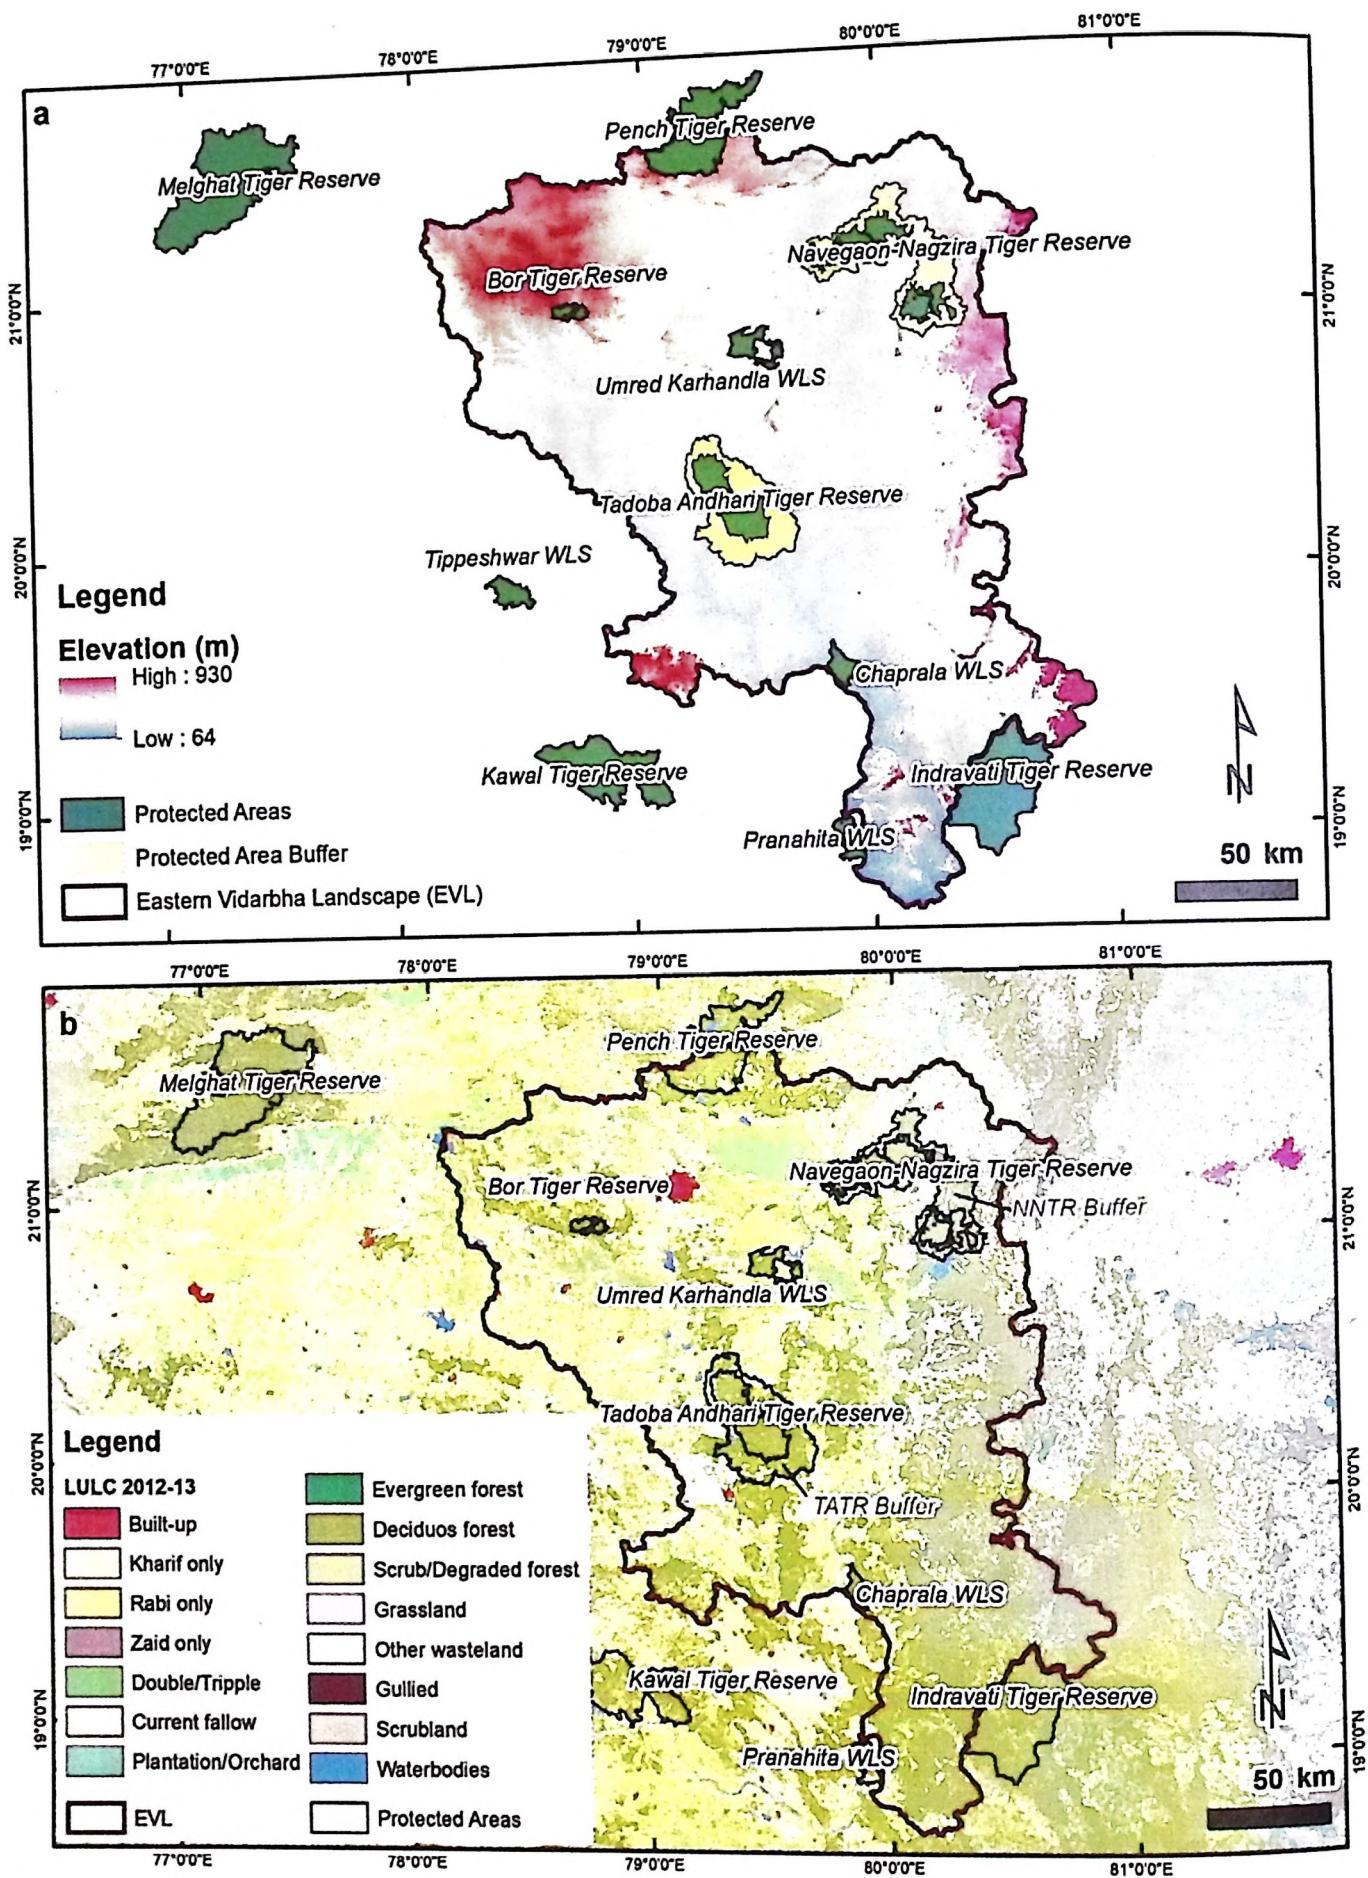 77°0'0"E
78°0'0"E
79°0'0"E
80°0'0"E
81°0'0"E
a
Pench Tiger Reserve
Melghat Tiger Reserve
Navegaon-Nagzira Tiger Reserve
Bor Tiger Reserve
21°0'0"N
21°0'0"N
Umred Karhandla WLS
Tadoba Andhari Tiger Reserve
Tippeshwar WLS
20°0'0"N
20°0'0"N
Legend
Elevation (m)
High : 930
Low : 64
Chaprala WLS
Kawal Tiger Reserve
Indravati Tiger Reserve
19°0'0"N
19°0'0"N
Protected Areas
Pranahita WLS
Protected Area Buffer
50 km
Eastern Vidarbha Landscape (EVL)
77°0'0"E
78°0'0"E
79°0'0"E
80°0'0"E
81°0'0"E
b
Pench Tiger Reserve
Melghat Tiger Reserve
Navegaon-Nagzira Tiger Reserve
Bor Tiger Reserve
NNTR Buffer
21°0'0"N
21°0'0"N
Umred Karhandla WLS
Tadoba Andhari Tiger Reserve
20°0'0"N
20°0'0"N
TATR Buffer
Legend
LULC 2012-13
Built-up
Kharif only
Rabi only
Zaid only
Double/Tripple
Current fallow
Plantation/Orchard
EVL
Evergreen forest
Deciduos forest
Scrub/Degraded forest
Grassland
Other wasteland
Gullied
Scrubland
Waterbodies
Protected Areas
Chaprala WLS
Kawal Tiger Reserve
Indravati Tiger Reserve
19°0'0"N
19°0'0"N
Pranahita WLS
N
50 km
77°0'0"E
78°0'0"E
79°0'0"E
80°0'0"E
81°0'0"E